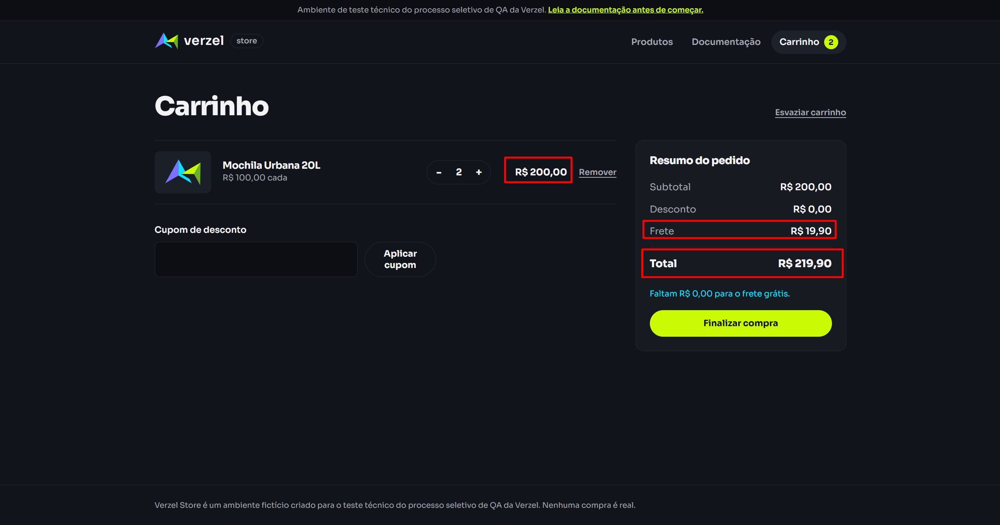 Ambiente de teste técnico do processo seletivo de QA da Verzel. Leia a documentação antes de começar.
verzel store
Produtos Documentação Carrinho 2
Carrinho
Esvaziar carrinho
Mochila Urbana 20L
R$ 100,00 cada
- 2 +
R$ 200,00
Remover
Cupom de desconto
Aplicar
cupom
Resumo do pedido
Subtotal R$ 200,00
Desconto R$ 0,00
Frete R$ 19,90
Total R$ 219,90
Faltam R$ 0,00 para o frete grátis.
Finalizar compra
Verzel Store é um ambiente fictício criado para o teste técnico do processo seletivo de QA da Verzel. Nenhuma compra é real.